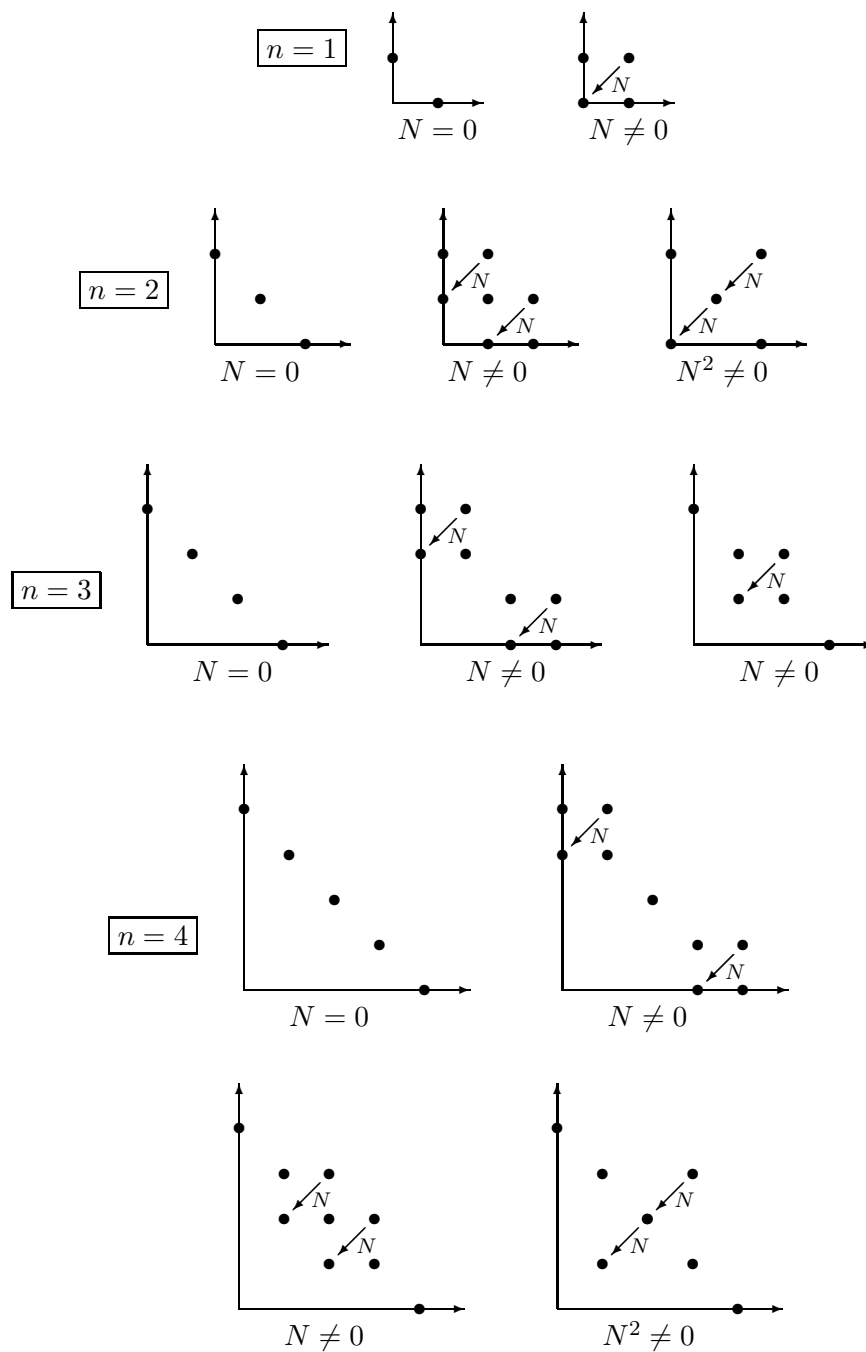 n = 1
N
N = 0
N ≠ 0
n = 2
N
N
N
N
N = 0
N ≠ 0
N² ≠ 0
n = 3
N
N
N
N = 0
N ≠ 0
N ≠ 0
n = 4
N
N
N = 0
N ≠ 0
N
N
N
N
N ≠ 0
N² ≠ 0